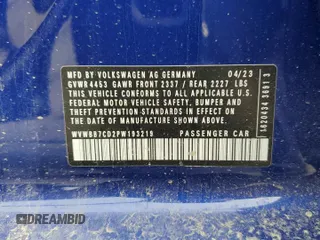 MFD BY VOLKSWAGEN AG GERMANY 04/23
GVWR 4453 GAWR FRONT 2337 / REAR 2227 LBS
THIS VEHICLE CONFORMS TO ALL APPLICABLE U.S.
FEDERAL MOTOR VEHICLE SAFETY, BUMPER AND
THEFT PREVENTION STANDARDS IN EFFECT ON THE
DATE OF MANUFACTURE SHOWN ABOVE.
WVWBB7CD2PW193219 PASSENGER CAR
DREAMBID